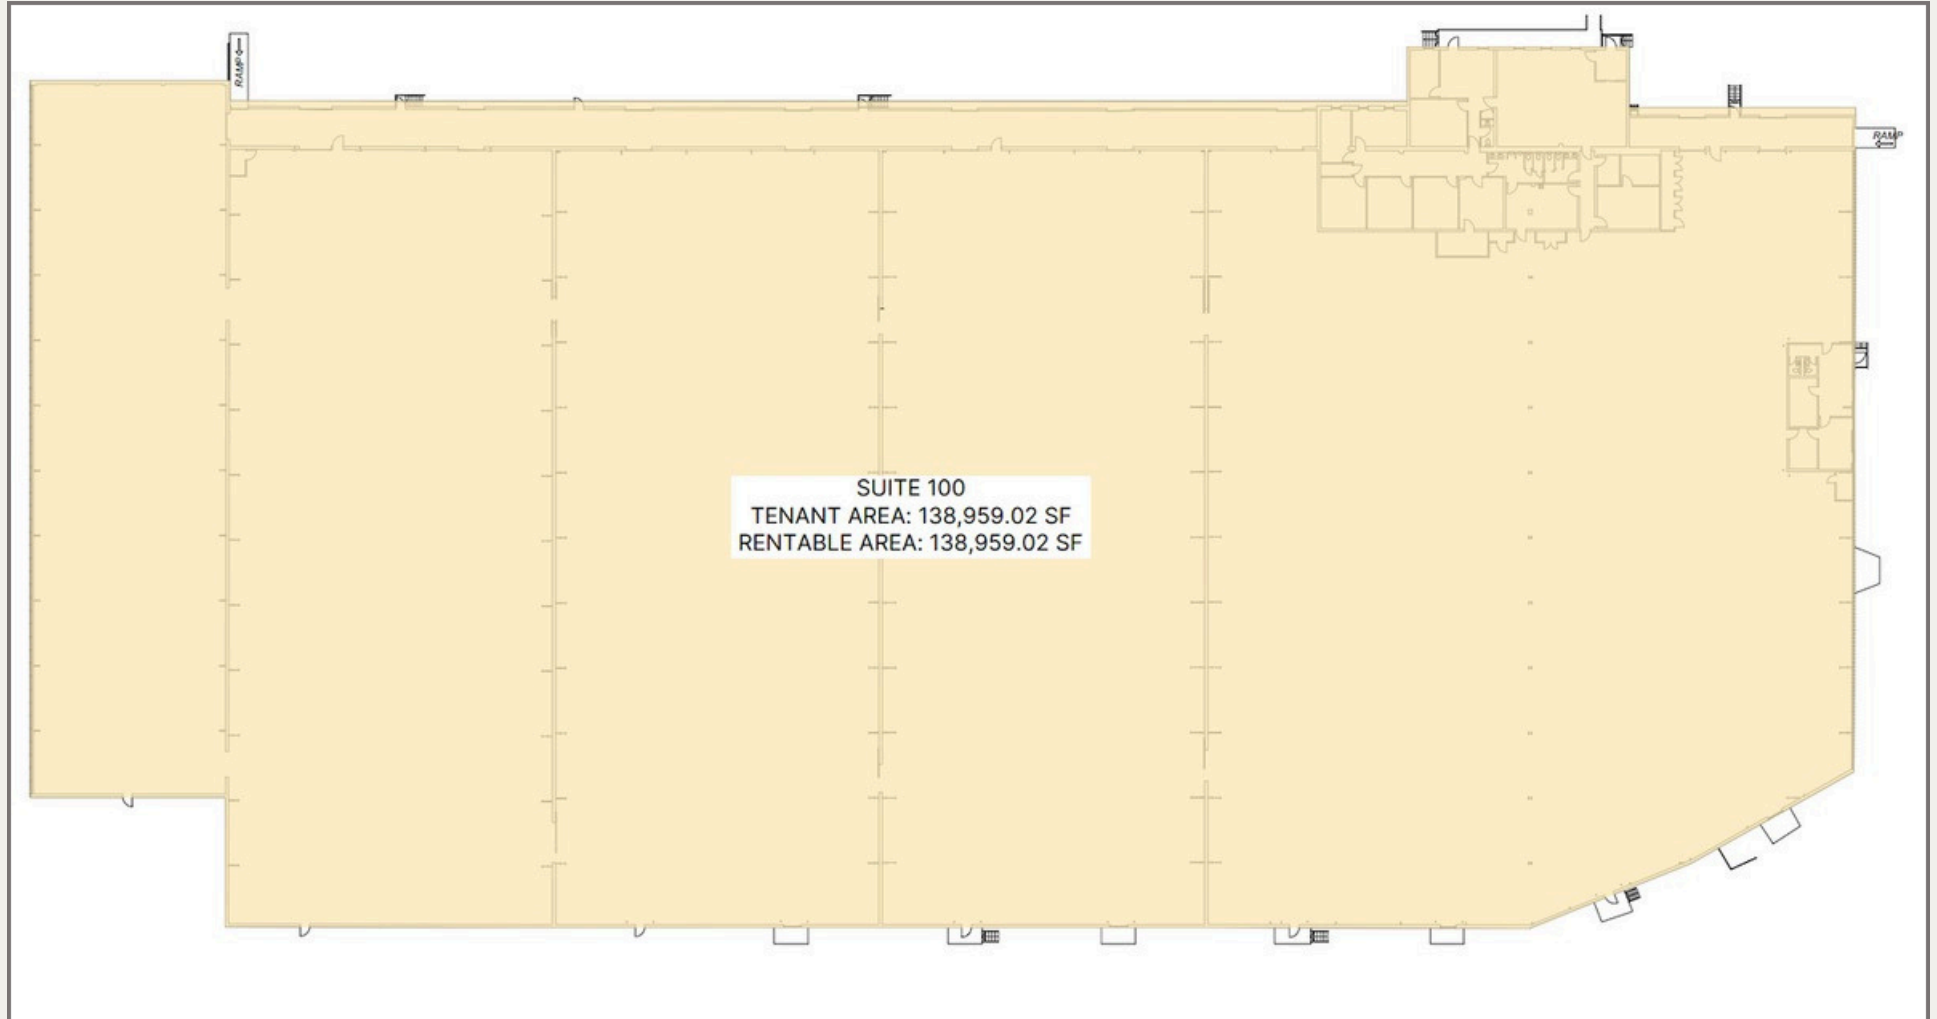 RAMP
RAMP
SUITE 100
TENANT AREA: 138,959.02 SF
RENTABLE AREA: 138,959.02 SF